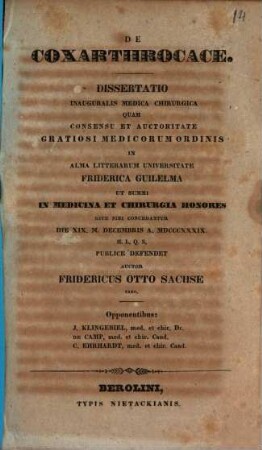 14
DE
COXARTHROCACE.
DISSERTATIO
INAUGURALIS MEDICA CHIRURGICA
QUAM
CONSENSU ET AUCTORITATE
GRATIOSI MEDICORUM ORDINIS
IN
ALMA LITTERARUM UNIVERSITATE
FRIDERICA GUILELMA
UT SUMMI
IN MEDICINA ET CHIRURGIA HONORES
RITE SIBI CONCEDANTUR
DIE XIX. M. DECEMBRIS A. MDCCCXXXIX.
H. L. Q. S.
PUBLICE DEFENDET
AUCTOR
FRIDERICUS OTTO SACHSE
Opponentibus:
J. KLINGEBIEL, med. et chir. Dr.
DE CAMP, med. et chir. Cand.
C. EHRHARDT, med. et chir. Cand.
BEROLINI,
TYPIS NIETACKIANIS.